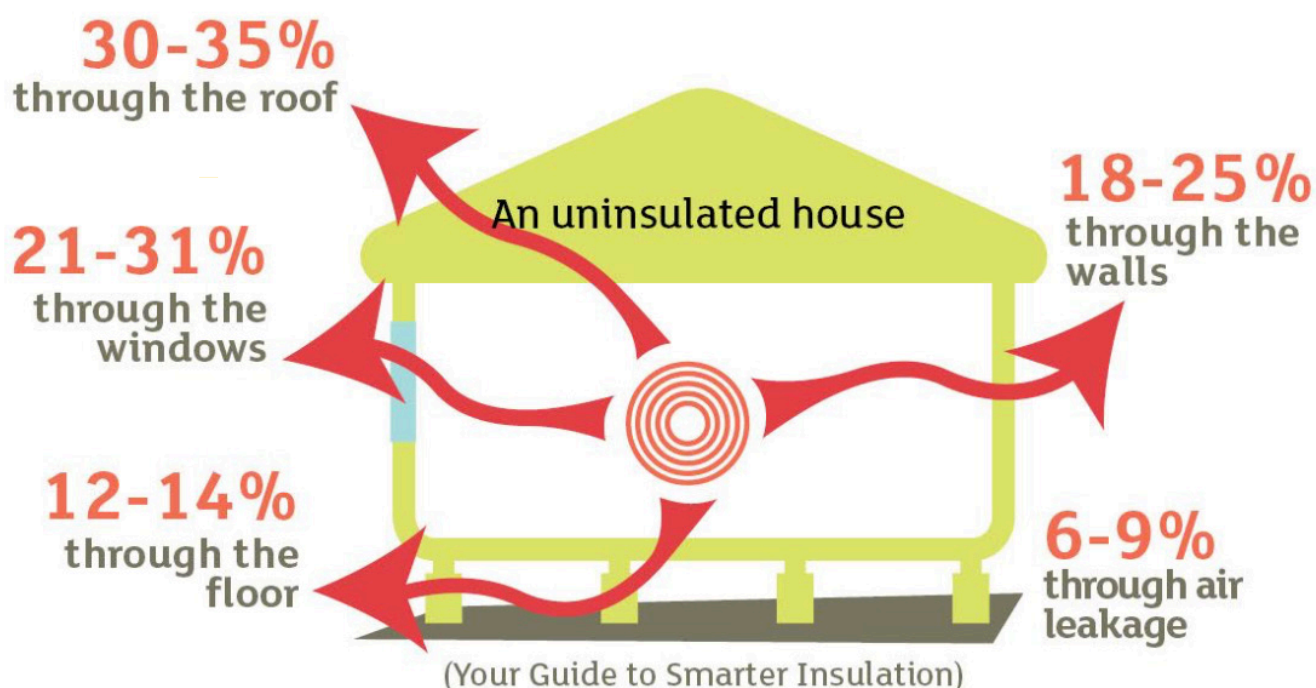 30-35%
through the roof
An uninsulated house
18-25%
through the
walls
21-31%
through the
windows
12-14%
through the
floor
6-9%
through air
leakage
(Your Guide to Smarter Insulation)